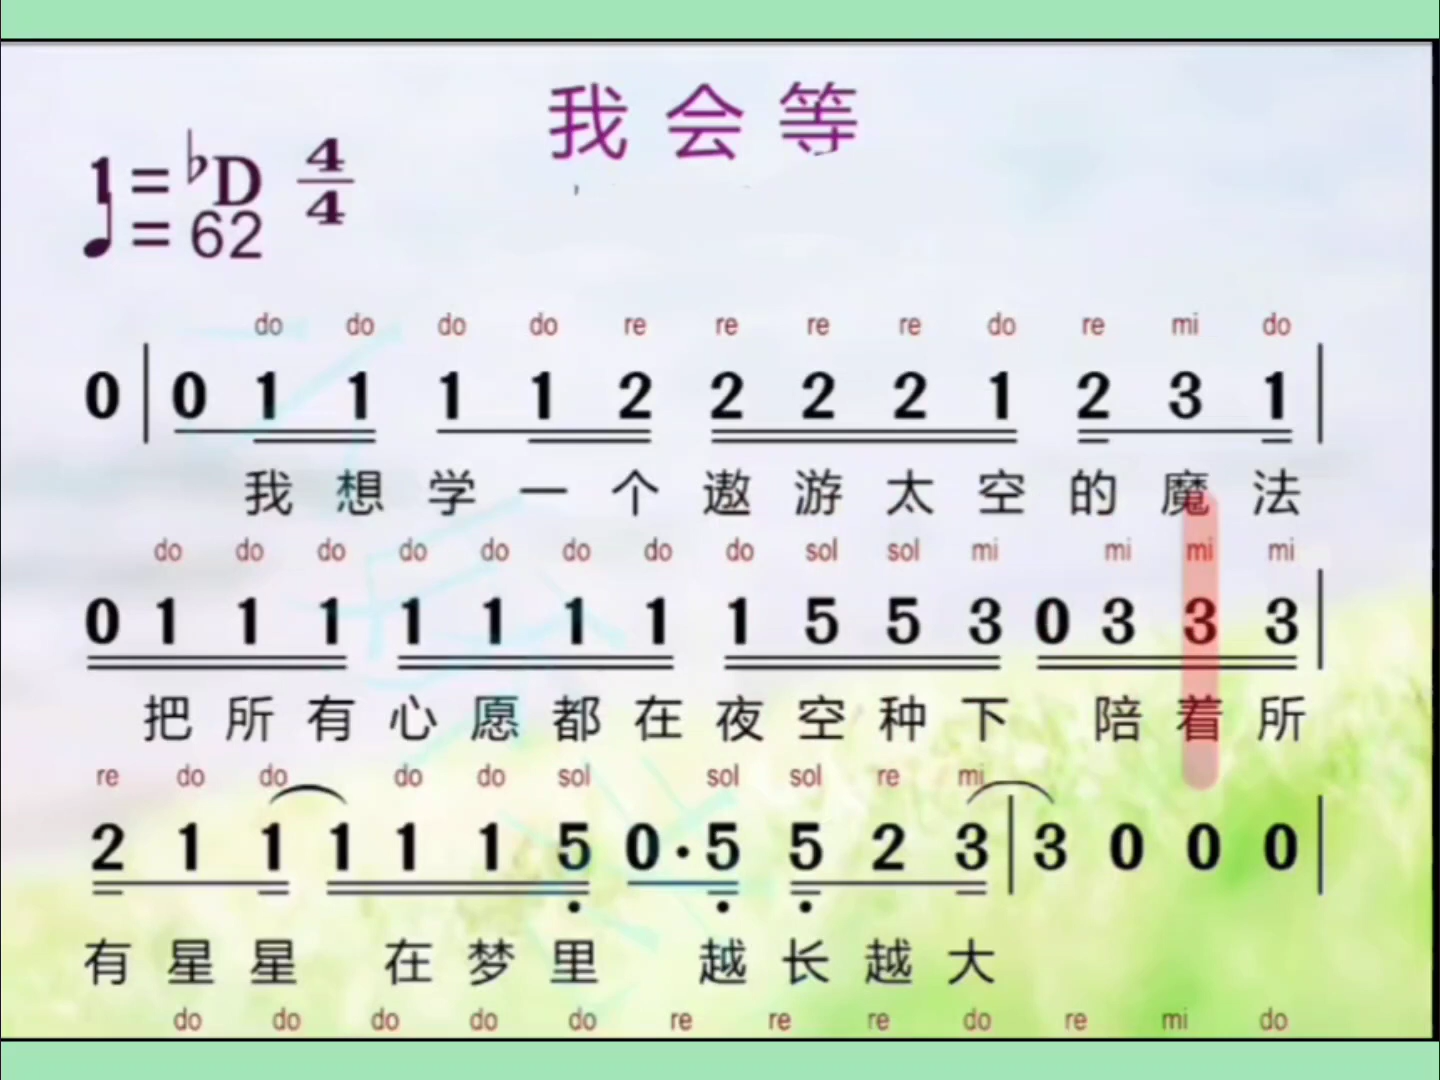 我会等
1=♭D 4/4
♩=62
do do do do re re re re do re mi do
0 | 0 1 1 1 1 2 2 2 2 1 2 3 1 |
我想学一个遨游太空的魔法
do do do do do do do do sol sol mi mi mi mi
0 1 1 1 1 1 1 1 1 5 5 3 0 3 3 3 |
把所有心愿都在夜空种下 陪着所
re do do do do sol sol sol re mi
2 1 1 1 1 1 5 0·5 5 2 3 | 3 0 0 0 |
有星星 在梦里 越长越大
do do do do do re re re do re mi do